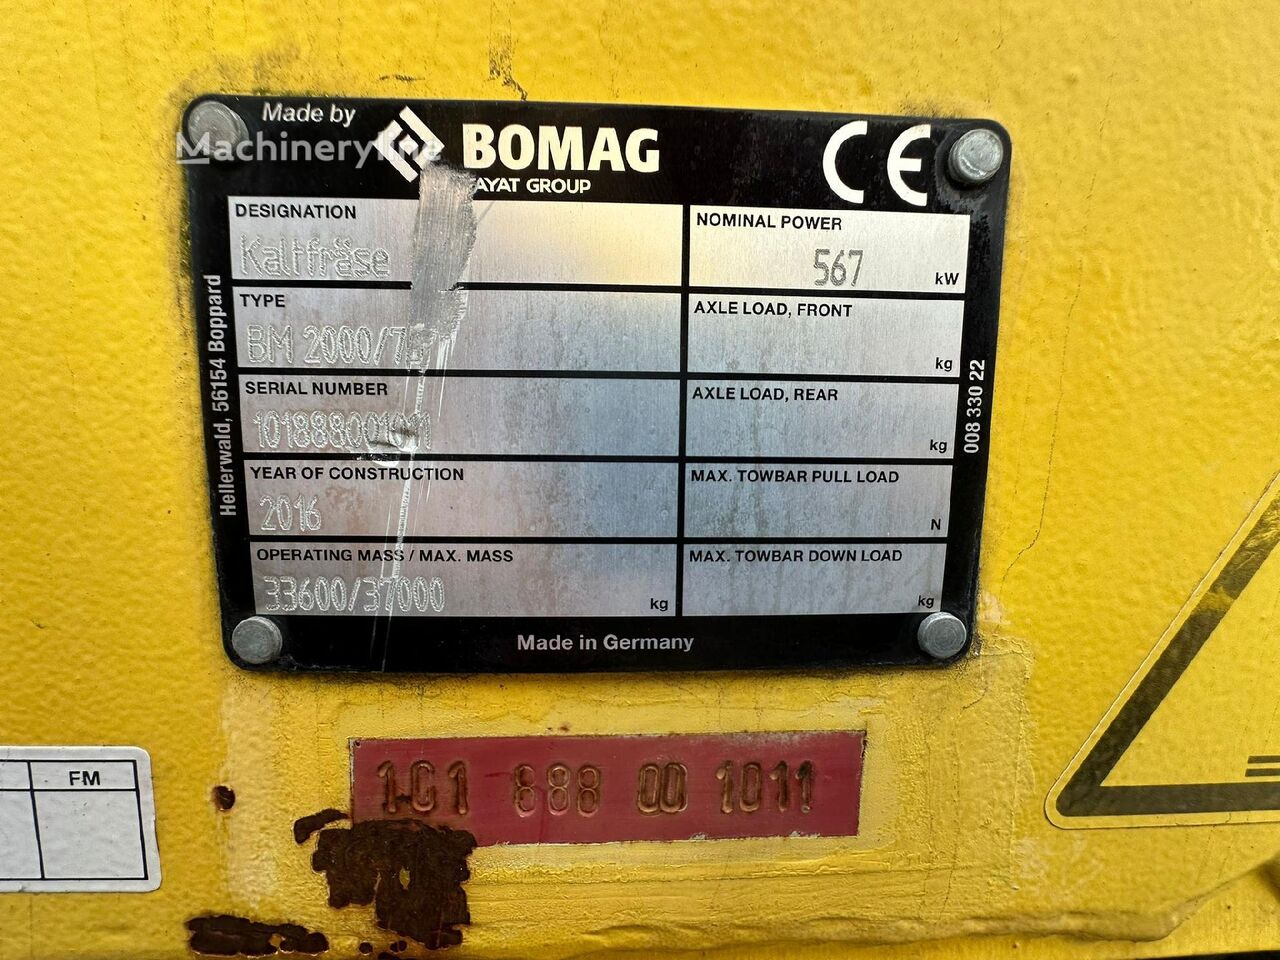 Made by
BOMAG
CE
AYAT GROUP
Machineryline
DESIGNATION
Kaltfräse
NOMINAL POWER
567
kW
TYPE
BM 2000/7
AXLE LOAD, FRONT
kg
SERIAL NUMBER
101888001011
AXLE LOAD, REAR
kg
YEAR OF CONSTRUCTION
2016
MAX. TOWBAR PULL LOAD
N
OPERATING MASS / MAX. MASS
33600/37000
kg
MAX. TOWBAR DOWN LOAD
kg
Hellerwald, 56154 Boppard
008 330 22
Made in Germany
101 888 00 1011
FM